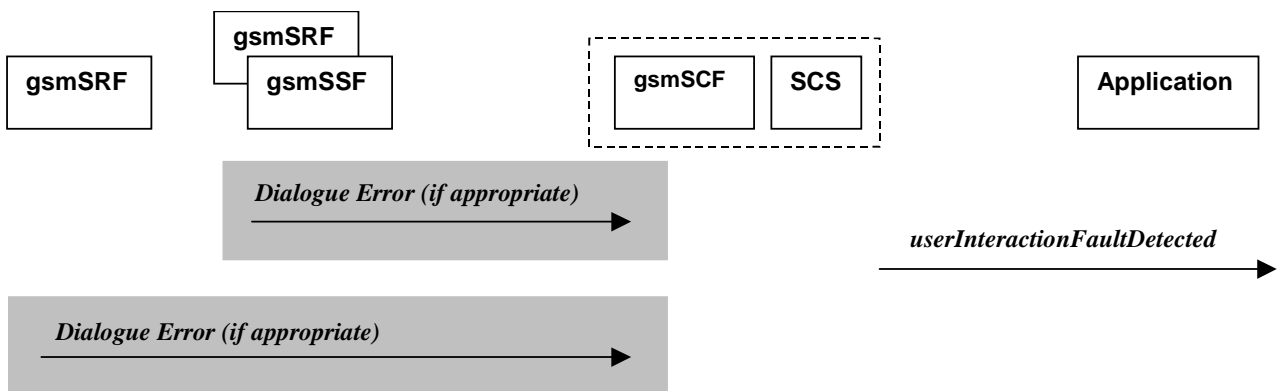 gsmSRF
gsmSRF
gsmSSF
gsmSCF
SCS
Application
Dialogue Error (if appropriate)
userInteractionFaultDetected
Dialogue Error (if appropriate)